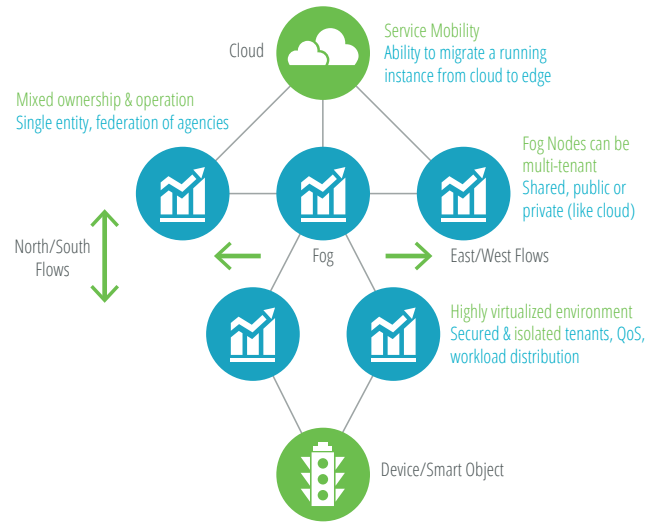 Cloud
Service Mobility
Ability to migrate a running
instance from cloud to edge
Mixed ownership & operation
Single entity, federation of agencies
Fog Nodes can be
multi-tenant
Shared, public or
private (like cloud)
North/South
Flows
Fog
East/West Flows
Highly virtualized environment
Secured & isolated tenants, QoS,
workload distribution
Device/Smart Object